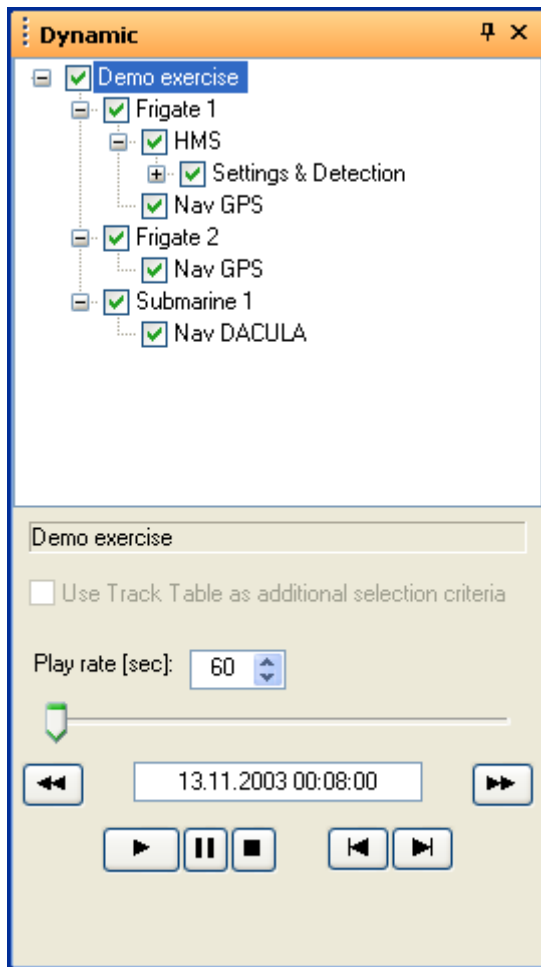 Dynamic
Demo exercise
Frigate 1
HMS
Settings & Detection
Nav GPS
Frigate 2
Nav GPS
Submarine 1
Nav DACULA
Demo exercise
Use Track Table as additional selection criteria
Play rate [sec]: 60
13.11.2003 00:08:00